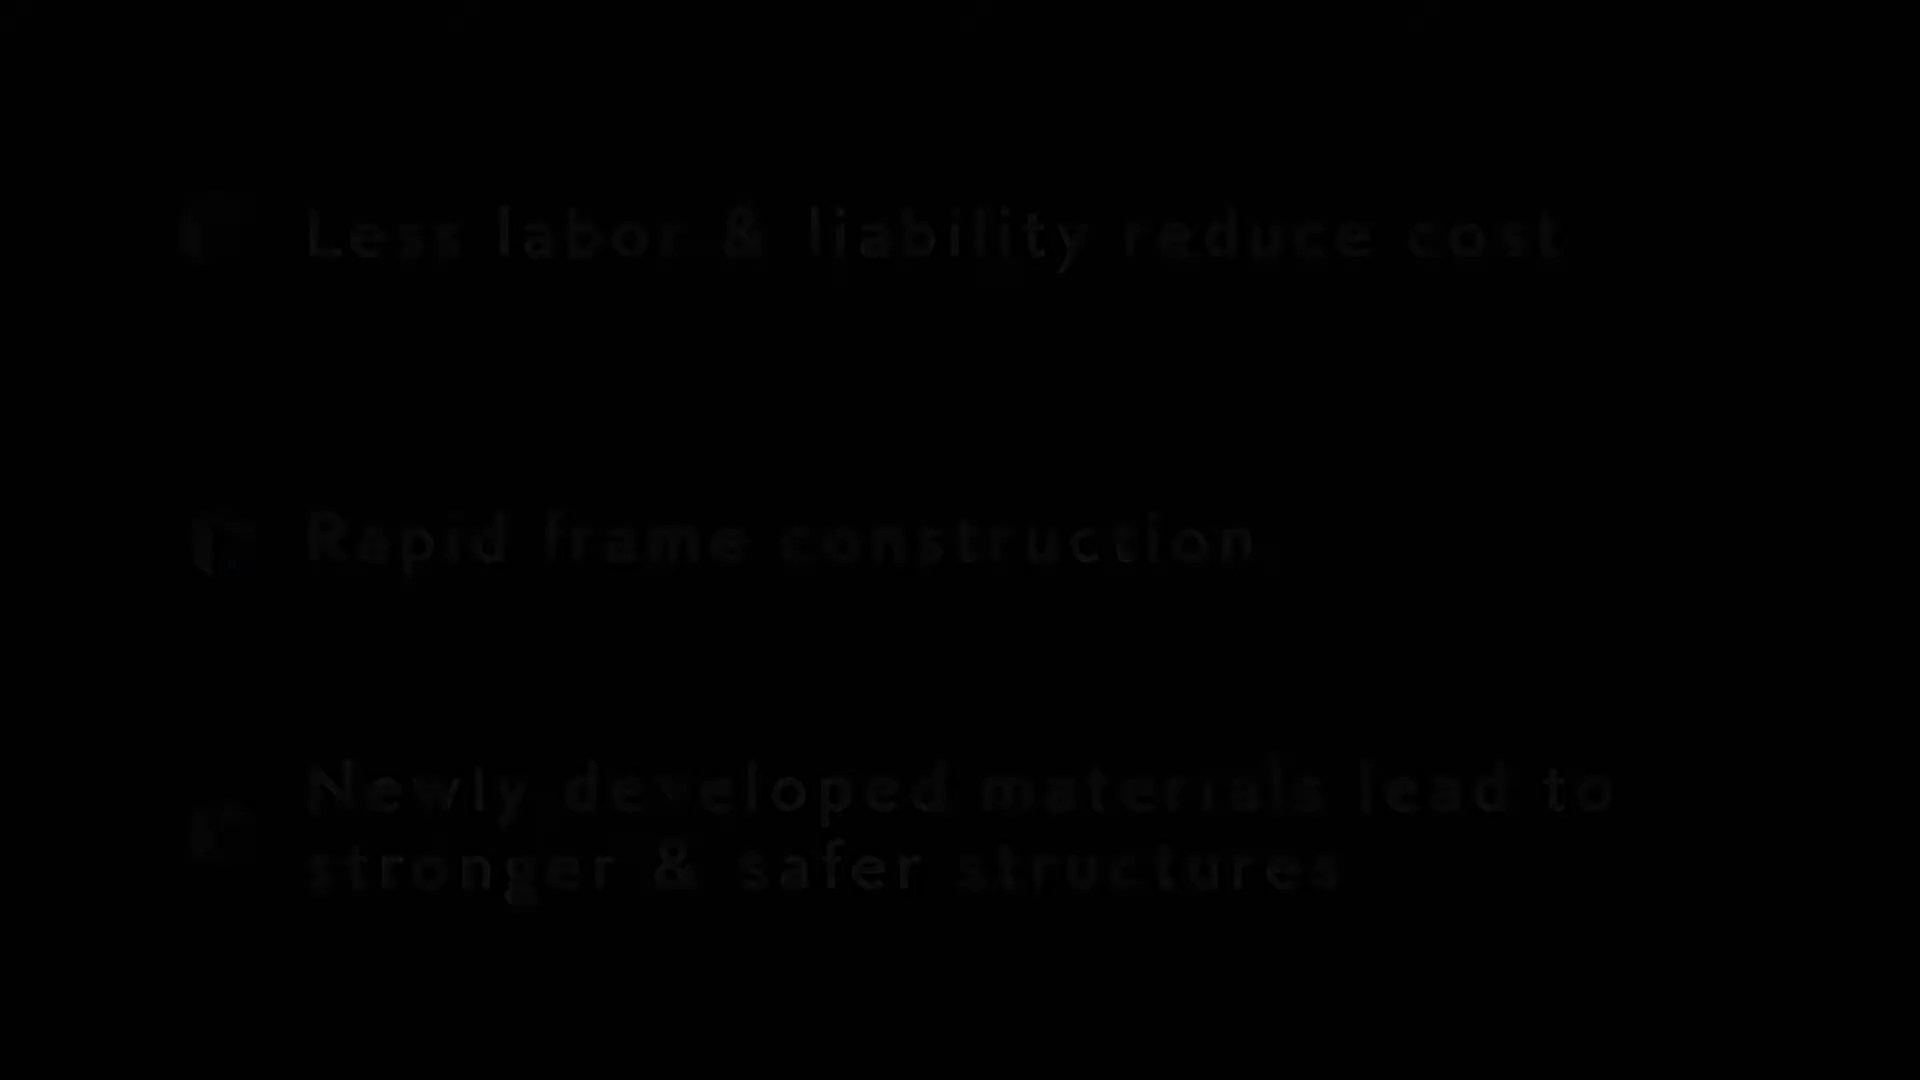 Less labor & liability reduce cost
Rapid frame construction
Newly developed materials lead to
stronger & safer structures